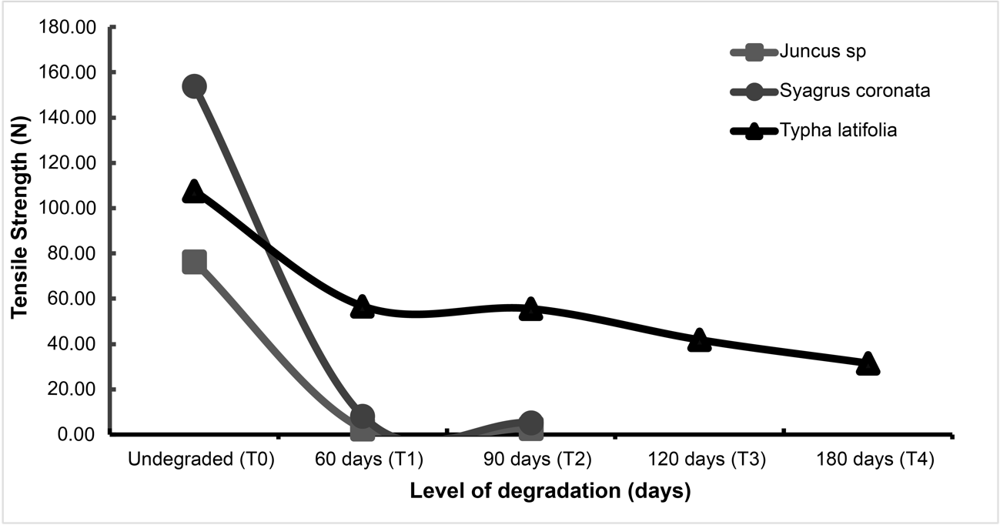 180.00
160.00
140.00
120.00
100.00
80.00
60.00
40.00
20.00
0.00
Tensile Strength (N)
Juncus sp
Syagrus coronata
Typha latifolia
Undegraded (T0) 60 days (T1) 90 days (T2) 120 days (T3) 180 days (T4)
Level of degradation (days)